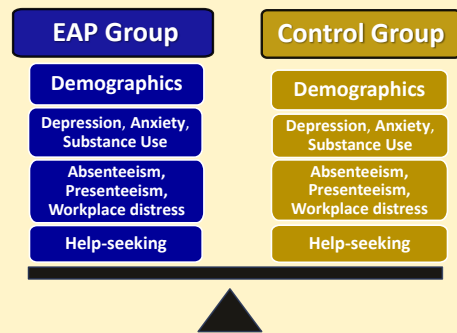 EAP Group
Demographics
Depression, Anxiety,
Substance Use
Absenteeism,
Presenteeism,
Workplace distress
Help-seeking
Control Group
Demographics
Depression, Anxiety,
Substance Use
Absenteeism,
Presenteeism,
Workplace distress
Help-seeking